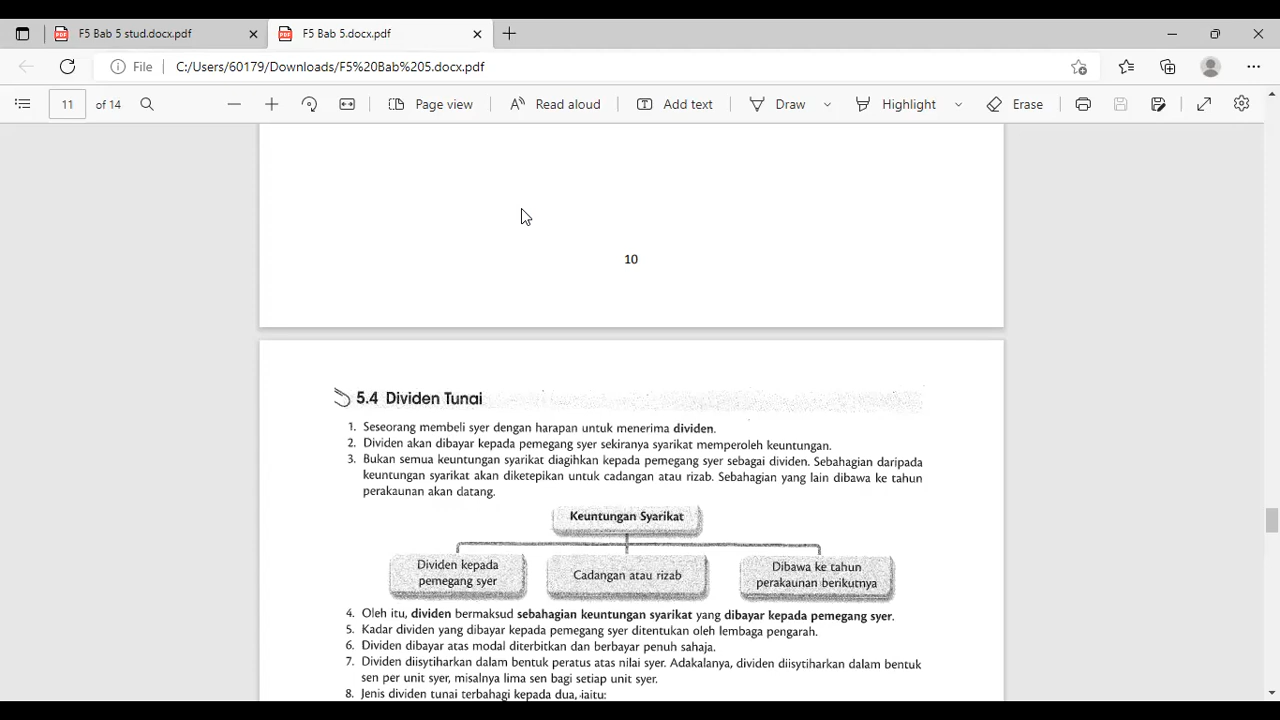 F5 Bab 5 stud.docx.pdf
F5 Bab 5.docx.pdf
File
C:/Users/60179/Downloads/F5%20Bab%205.docx.pdf
11 of 14
Page view
Read aloud
Add text
Draw
Highlight
Erase
10
5.4 Dividen Tunai
1. Seseorang membeli syer dengan harapan untuk menerima dividen.
2. Dividen akan dibayar kepada pemegang syer sekiranya syarikat memperoleh keuntungan.
3. Bukan semua keuntungan syarikat diagihkan kepada pemegang syer sebagai dividen. Sebahagian daripada
keuntungan syarikat akan diketepikan untuk cadangan atau rizab. Sebahagian yang lain dibawa ke tahun
perakaunan akan datang.
Keuntungan Syarikat
Dividen kepada
pemegang syer
Cadangan atau rizab
Dibawa ke tahun
perakaunan berikutnya
4. Oleh itu, dividen bermaksud sebahagian keuntungan syarikat yang dibayar kepada pemegang syer.
5. Kadar dividen yang dibayar kepada pemegang syer ditentukan oleh lembaga pengarah.
6. Dividen dibayar atas modal diterbitkan dan berbayar penuh sahaja.
7. Dividen diisytiharkan dalam bentuk peratus atas nilai syer. Adakalanya, dividen diisytiharkan dalam bentuk
sen per unit syer, misalnya lima sen bagi setiap unit syer.
8. Jenis dividen tunai terbahagi kepada dua, iaitu: